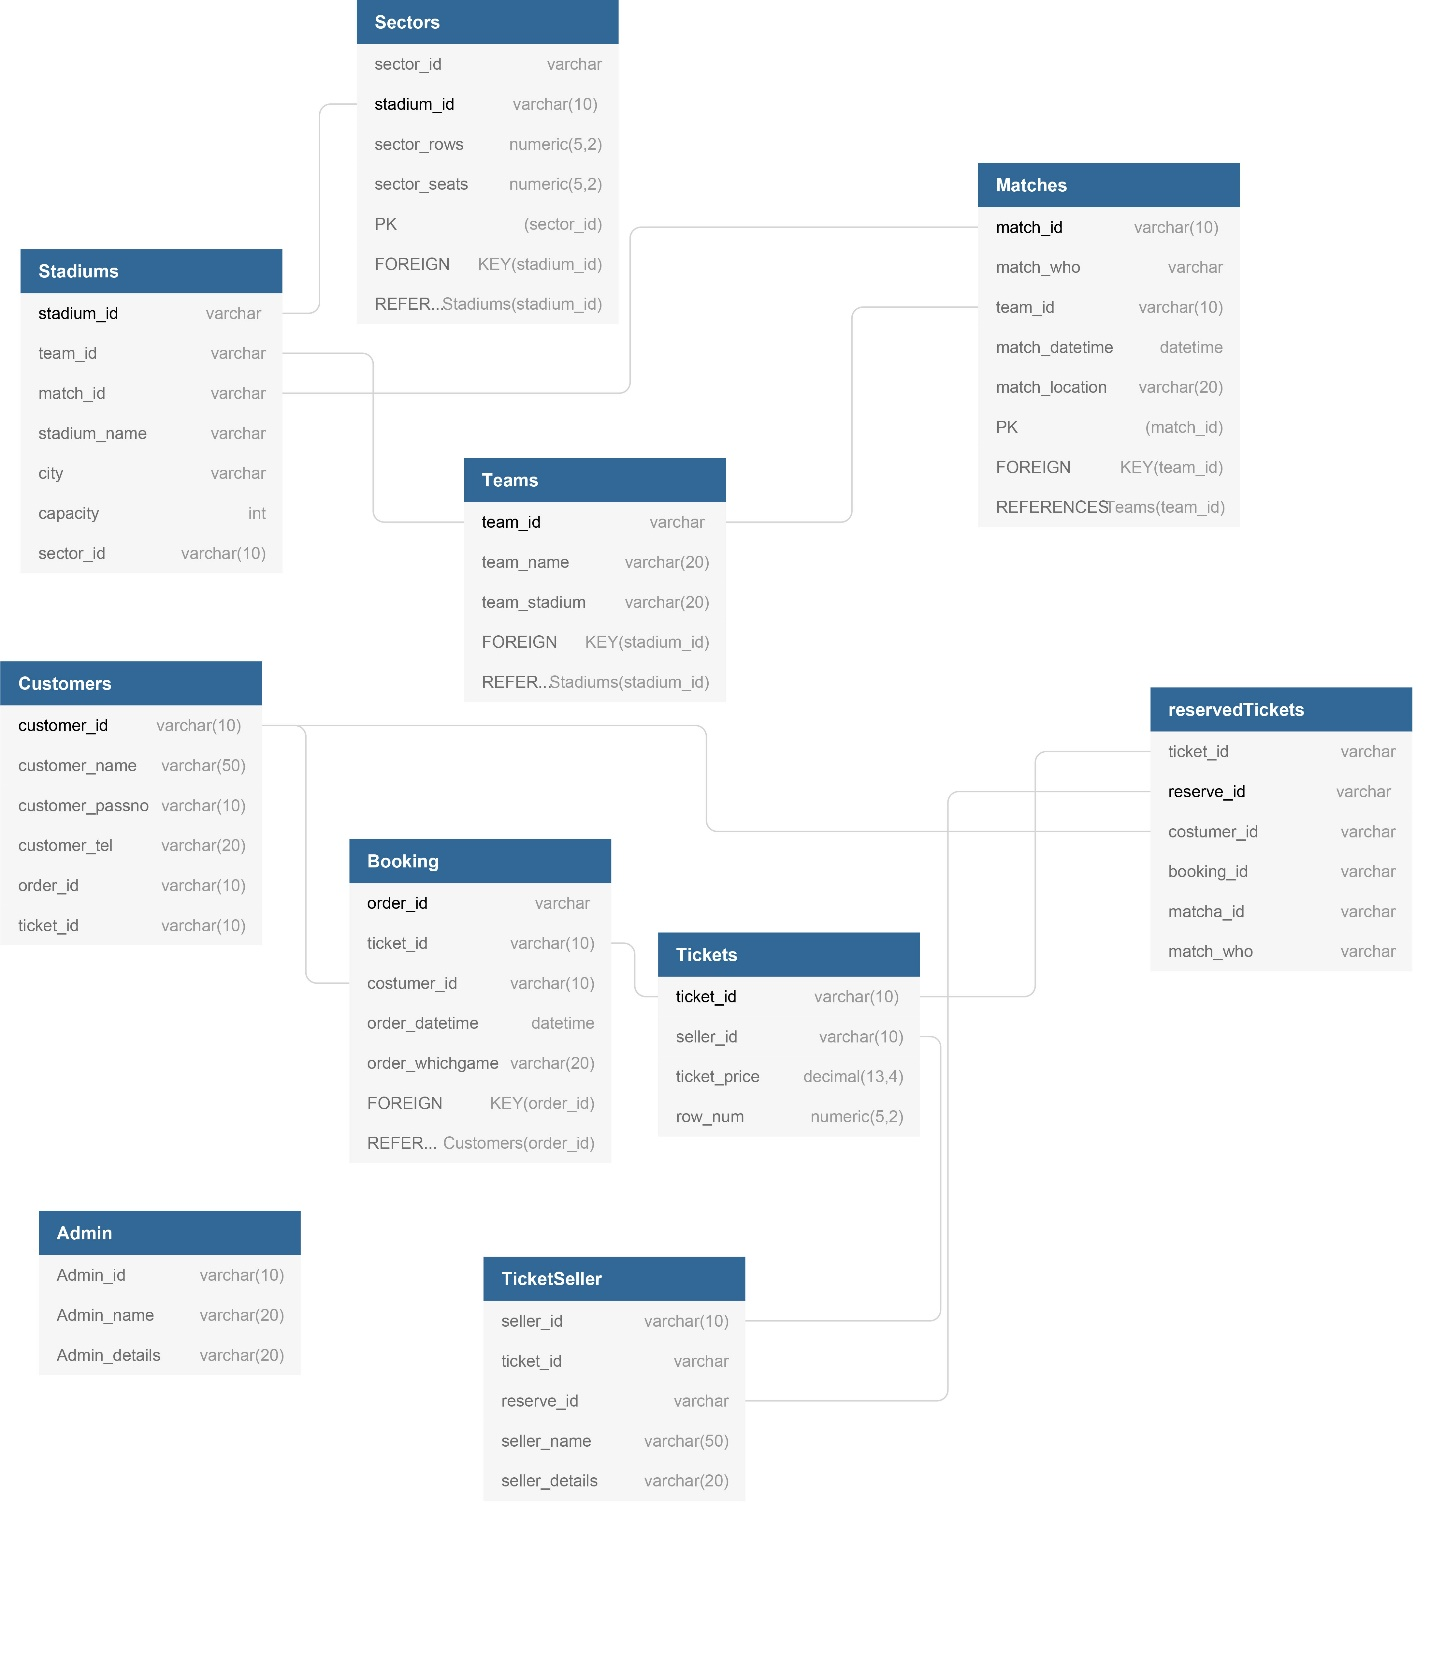 Sectors
sector_id varchar
stadium_id varchar(10)
sector_rows numeric(5,2)
sector_seats numeric(5,2)
PK (sector_id)
FOREIGN KEY(stadium_id)
REFER...Stadiums(stadium_id)
Matches
match_id varchar(10)
match_who varchar
team_id varchar(10)
match_datetime datetime
match_location varchar(20)
PK (match_id)
FOREIGN KEY(team_id)
REFERENCES Teams(team_id)
Stadiums
stadium_id varchar
team_id varchar
match_id varchar
stadium_name varchar
city varchar
capacity int
sector_id varchar(10)
Teams
team_id varchar
team_name varchar(20)
team_stadium varchar(20)
FOREIGN KEY(stadium_id)
REFER...Stadiums(stadium_id)
Customers
customer_id varchar(10)
customer_name varchar(50)
customer_passno varchar(10)
customer_tel varchar(20)
order_id varchar(10)
ticket_id varchar(10)
reservedTickets
ticket_id varchar
reserve_id varchar
costumer_id varchar
booking_id varchar
matcha_id varchar
match_who varchar
Booking
order_id varchar
ticket_id varchar(10)
costumer_id varchar(10)
order_datetime datetime
order_whichgame varchar(20)
FOREIGN KEY(order_id)
REFER... Customers(order_id)
Tickets
ticket_id varchar(10)
seller_id varchar(10)
ticket_price decimal(13,4)
row_num numeric(5,2)
Admin
Admin_id varchar(10)
Admin_name varchar(20)
Admin_details varchar(20)
TicketSeller
seller_id varchar(10)
ticket_id varchar
reserve_id varchar
seller_name varchar(50)
seller_details varchar(20)